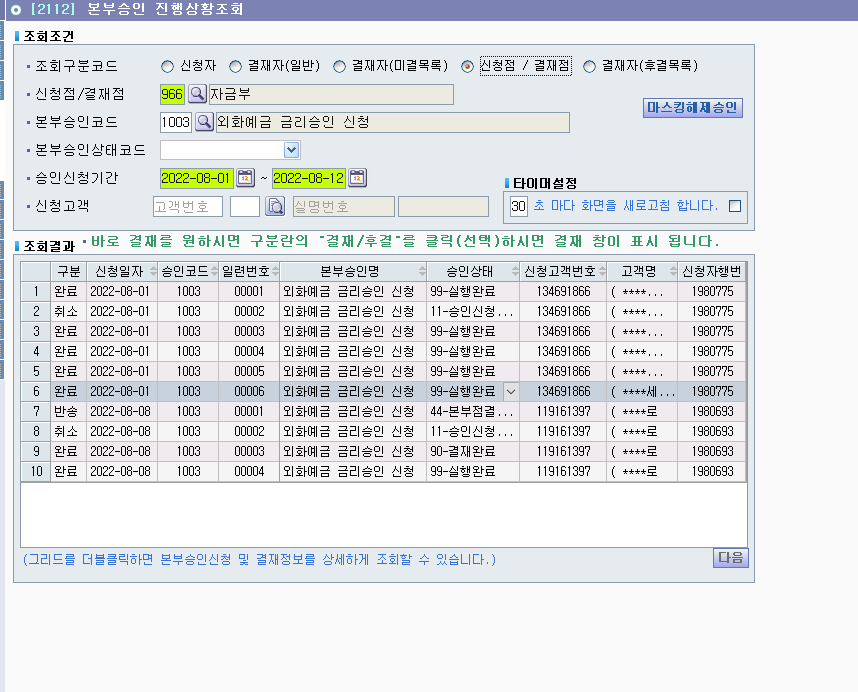 [2112] 본부승인 진행상황조회
조회조건
조회구분코드 신청자 결재자(일반) 결재자(미결목록) 신청점 / 결재점 결재자(후결목록)
신청점/결재점 966 자금부
마스킹해제승인
본부승인코드 1003 외화예금 금리승인 신청
본부승인상태코드
승인신청기간 2022-08-01 ~ 2022-08-12
타이머설정
신청고객 고객번호 실명번호
30 초 마다 화면을 새로고침 합니다.
조회결과 바로 결재를 원하시면 구분란의 "결재/후결"를 클릭(선택)하시면 결재 창이 표시 됩니다.
구분 신청일자 승인코드 일련번호 본부승인명 승인상태 신청고객번호 고객명 신청자행번
1 완료 2022-08-01 1003 00001 외화예금 금리승인 신청 99-실행완료 134691866 ( ****... 1980775
2 취소 2022-08-01 1003 00002 외화예금 금리승인 신청 11-승인신청... 134691866 ( ****... 1980775
3 완료 2022-08-01 1003 00003 외화예금 금리승인 신청 99-실행완료 134691866 ( ****... 1980775
4 완료 2022-08-01 1003 00004 외화예금 금리승인 신청 99-실행완료 134691866 ( ****... 1980775
5 완료 2022-08-01 1003 00005 외화예금 금리승인 신청 99-실행완료 134691866 ( ****... 1980775
6 완료 2022-08-01 1003 00006 외화예금 금리승인 신청 99-실행완료 134691866 ( ****세... 1980775
7 반송 2022-08-08 1003 00001 외화예금 금리승인 신청 44-본부점결... 119161397 ( ****로 1980693
8 취소 2022-08-08 1003 00002 외화예금 금리승인 신청 11-승인신청... 119161397 ( ****로 1980693
9 완료 2022-08-08 1003 00003 외화예금 금리승인 신청 90-결재완료 119161397 ( ****로 1980693
10 완료 2022-08-08 1003 00004 외화예금 금리승인 신청 99-실행완료 119161397 ( ****로 1980693
(그리드를 더블클릭하면 본부승인신청 및 결재정보를 상세하게 조회할 수 있습니다.)
다음